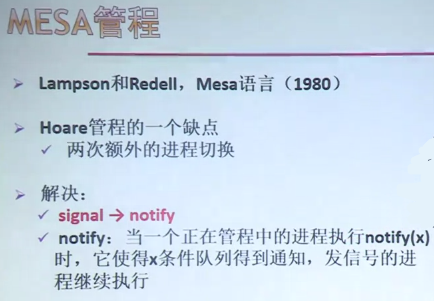 MESA管程
Lampson和Redell，Mesa语言（1980）
Hoare管程的一个缺点
两次额外的进程切换
解决：
signal → notify
notify：当一个正在管程中的进程执行notify(x)
时，它使得x条件队列得到通知，发信号的进
程继续执行